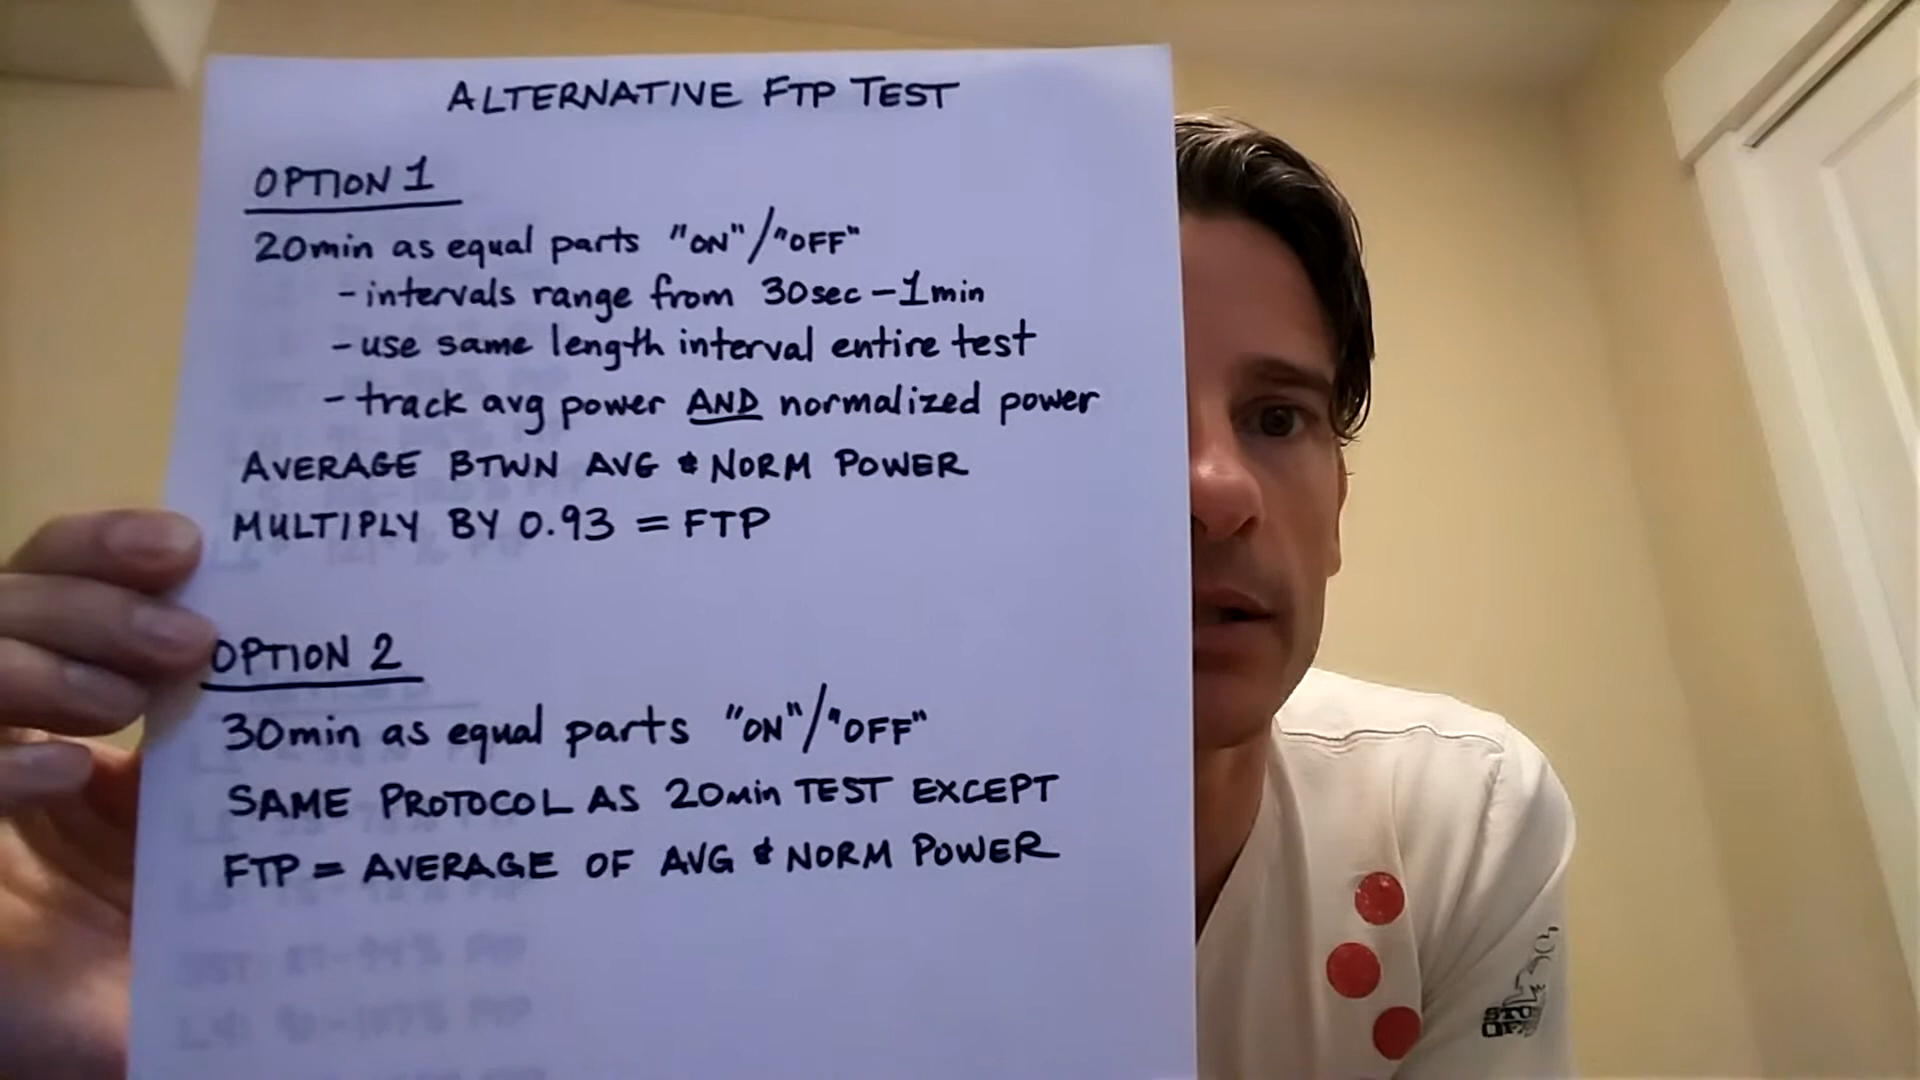 ALTERNATIVE FTP TEST
OPTION 1
20min as equal parts "ON"/"OFF"
- intervals range from 30sec - 1min
- use same length interval entire test
- track avg power AND normalized power
AVERAGE BTWN AVG & NORM POWER
MULTIPLY BY 0.93 = FTP
OPTION 2
30min as equal parts "ON"/"OFF"
SAME PROTOCOL AS 20min TEST EXCEPT
FTP = AVERAGE OF AVG & NORM POWER